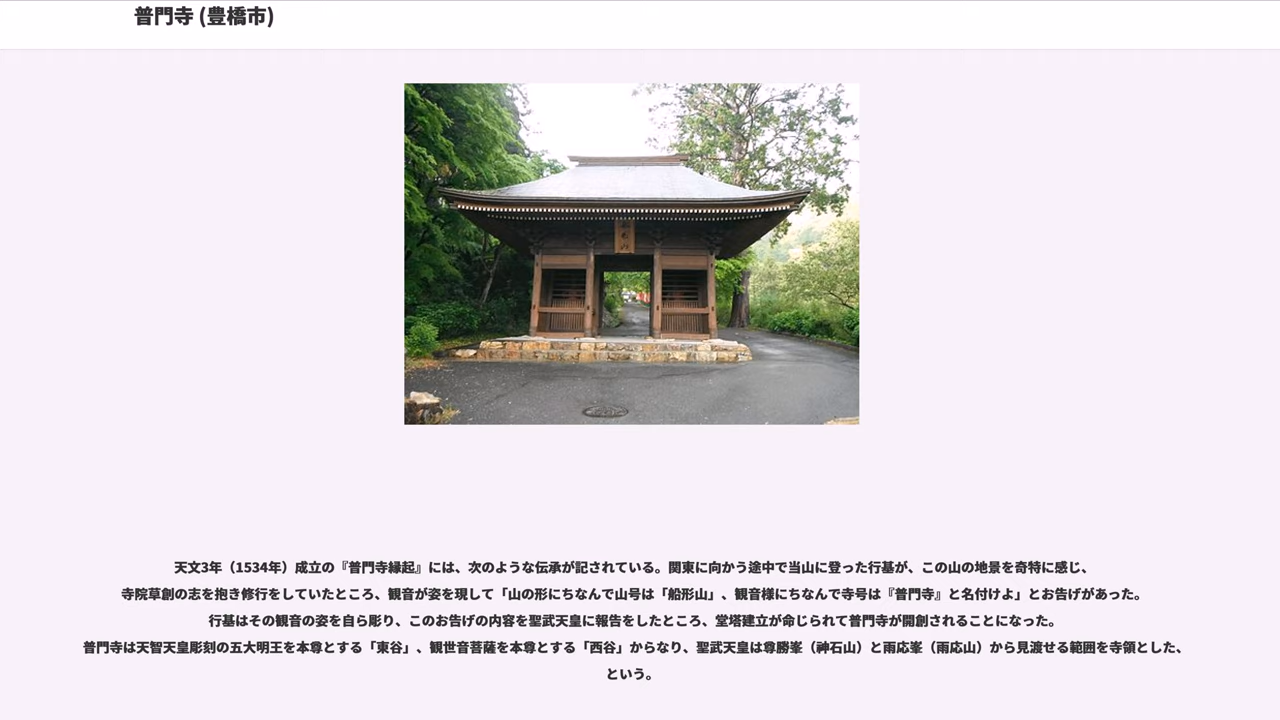 普門寺 (豊橋市)
天文3年（1534年）成立の『普門寺縁起』には、次のような伝承が記されている。関東に向かう途中で当山に登った行基が、この山の地景を奇特に感じ、
寺院草創の志を抱き修行をしていたところ、観音が姿を現して「山の形にちなんで山号は「船形山」、観音様にちなんで寺号は『普門寺』と名付けよ」とお告げがあった。
行基はその観音の姿を自ら彫り、このお告げの内容を聖武天皇に報告をしたところ、堂塔建立が命じられて普門寺が開創されることになった。
普門寺は天智天皇彫刻の五大明王を本尊とする「東谷」、観世音菩薩を本尊とする「西谷」からなり、聖武天皇は尊勝峯（神石山）と雨応峯（雨応山）から見渡せる範囲を寺領とした、
という。